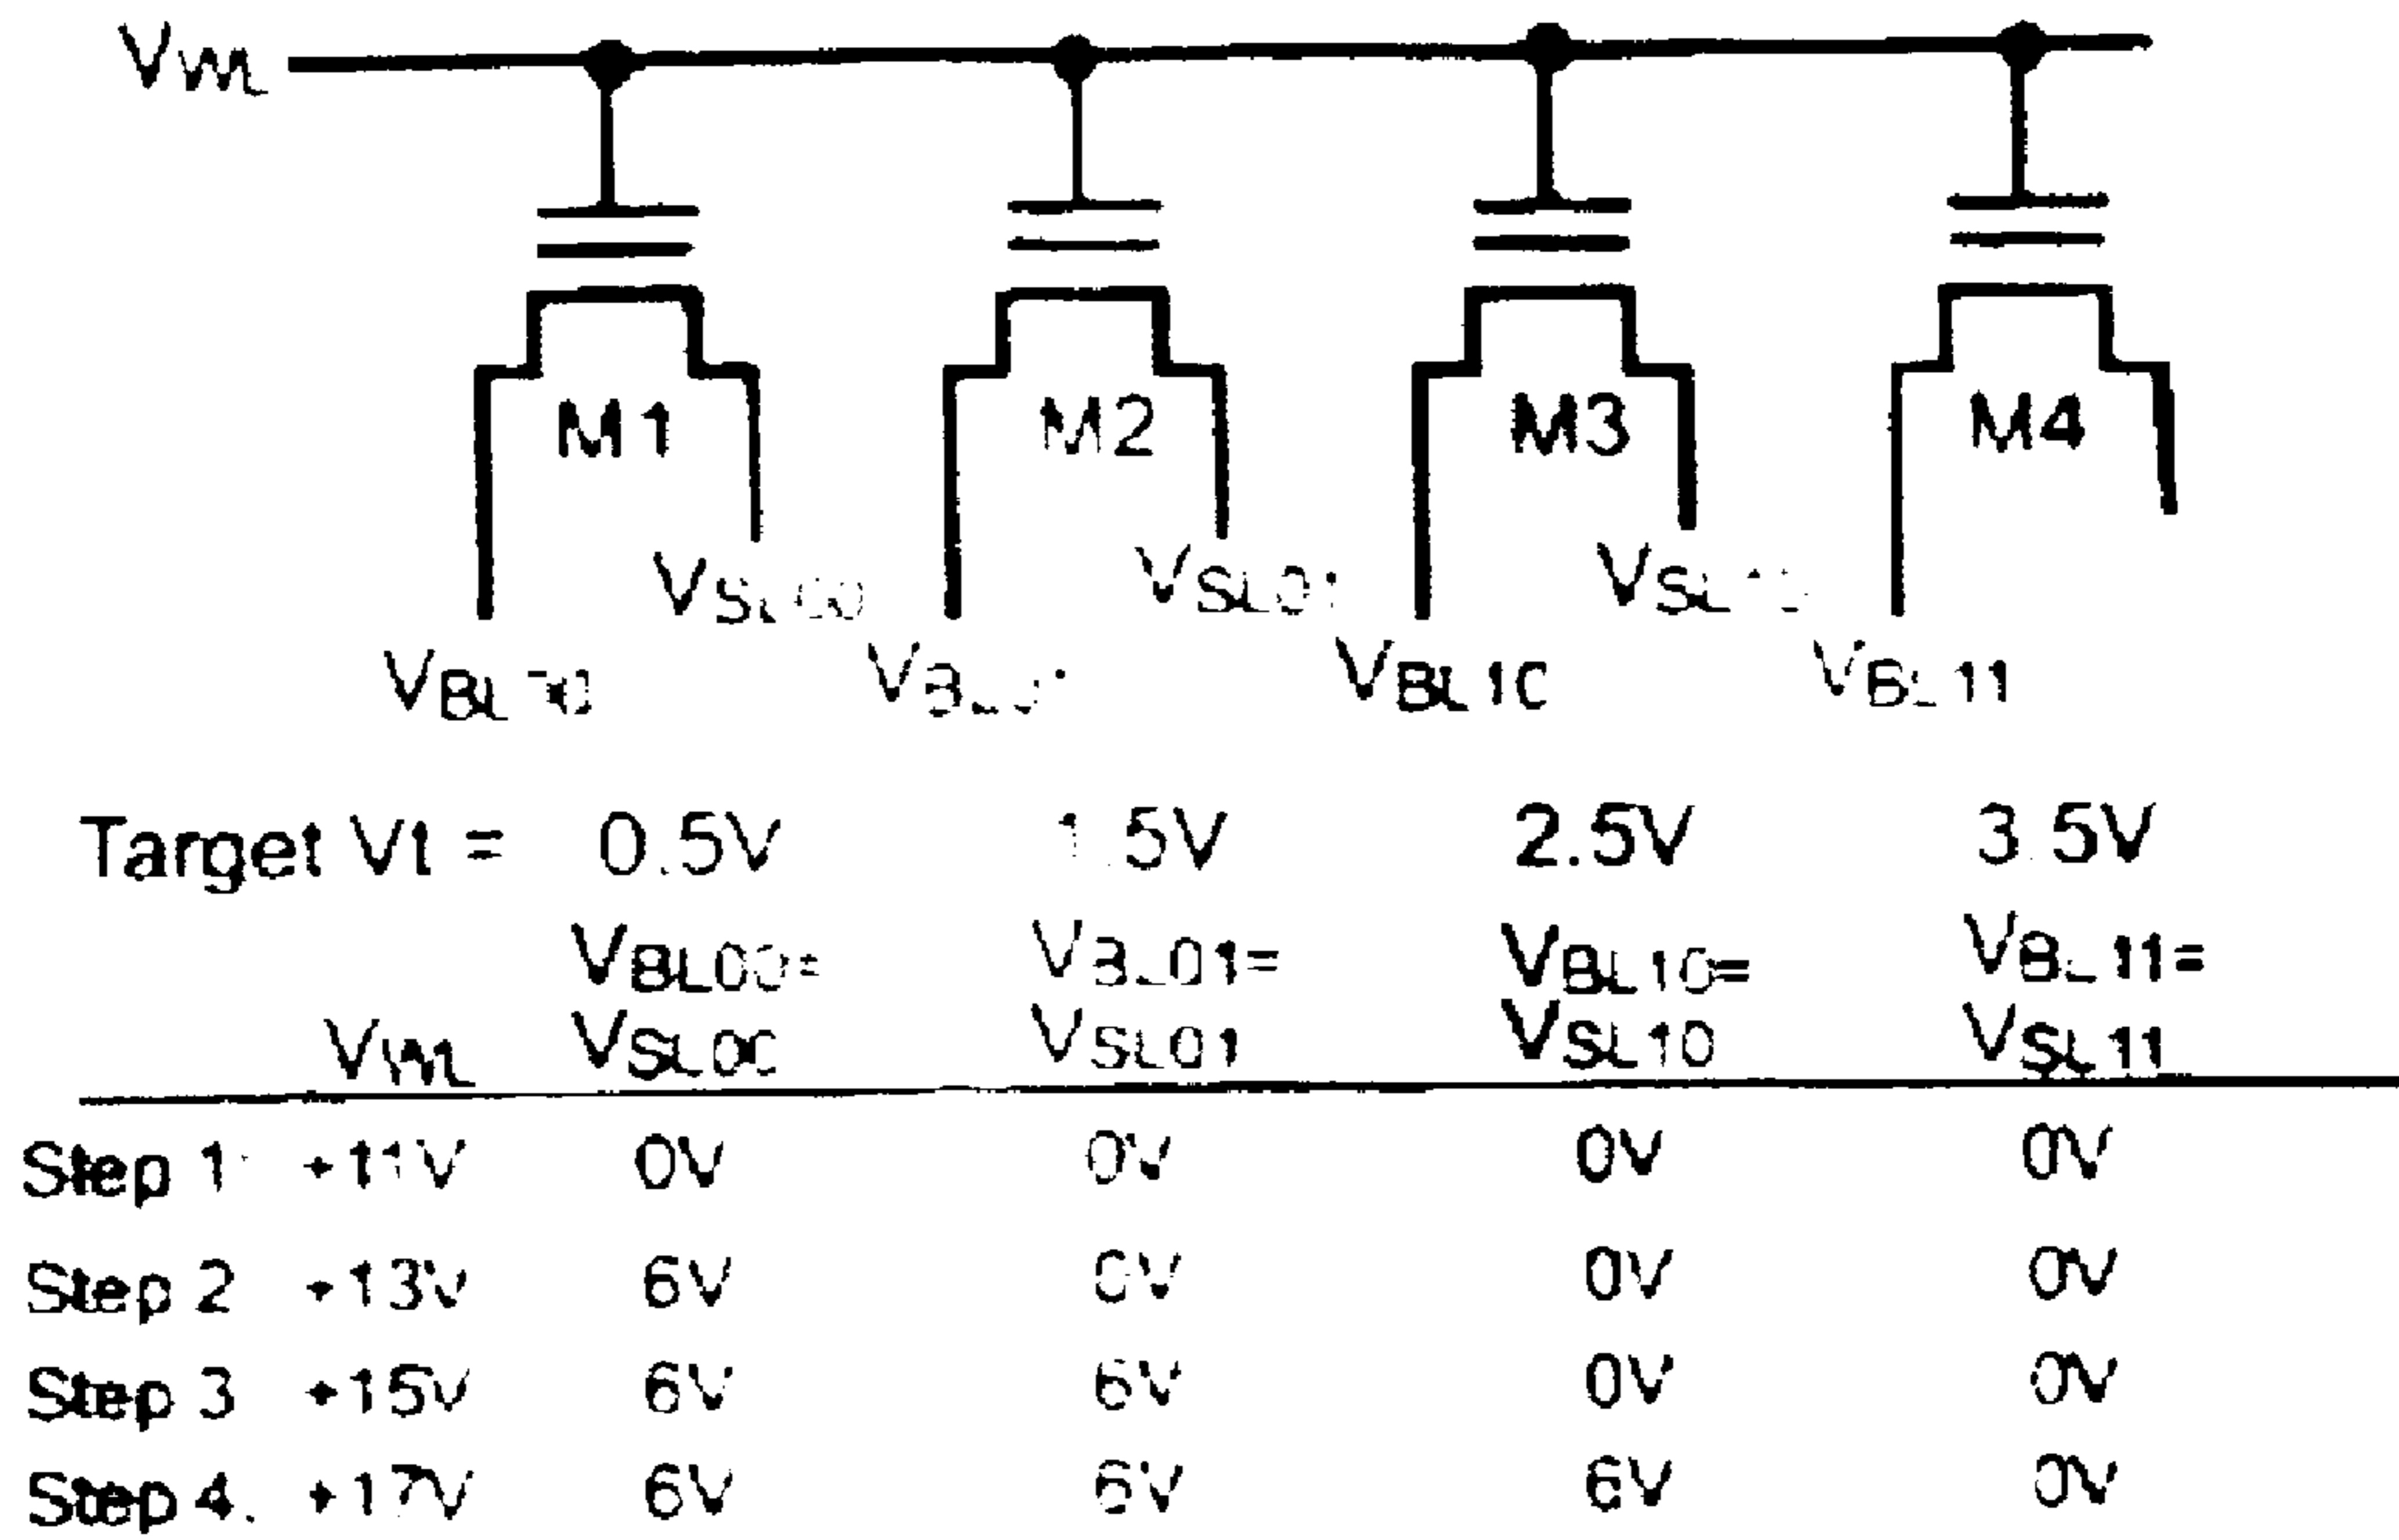 VWL
M1 M2 M3 M4
VSL00 VSL01 VSL10
VBL00 VBL01 VBL10 VBL11
Target Vt = 0.5V 1.5V 2.5V 3.5V
VBL00= VBL01= VBL10= VBL11=
VWL VSL00 VSL01 VSL10 VSL11
Step 1 +11V 0V 0V 0V 0V
Step 2 +13V 6V 0V 0V 0V
Step 3 +15V 6V 6V 0V 0V
Step 4. +17V 6V 6V 6V 0V